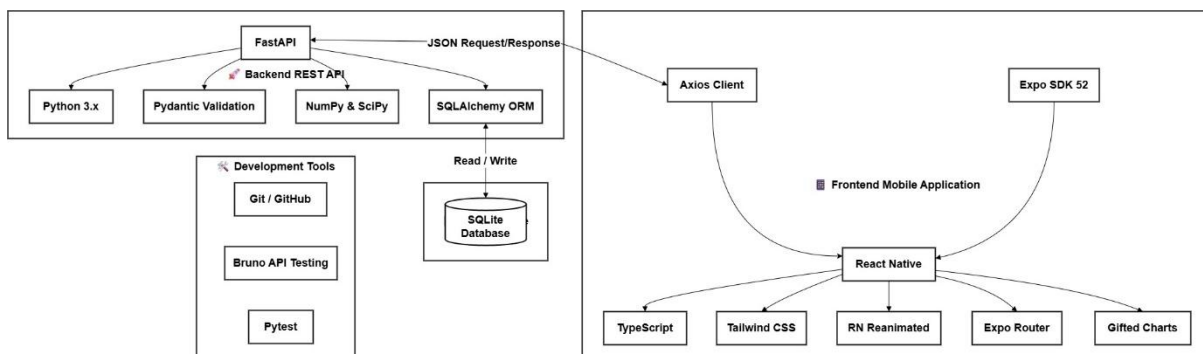 FastAPI
JSON Request/Response
Backend REST API
Python 3.x
Pydantic Validation
NumPy & SciPy
SQLAlchemy ORM
Axios Client
Expo SDK 52
Read / Write
Development Tools
Git / GitHub
Bruno API Testing
Pytest
SQLite
Database
Frontend Mobile Application
React Native
TypeScript
Tailwind CSS
RN Reanimated
Expo Router
Gifted Charts